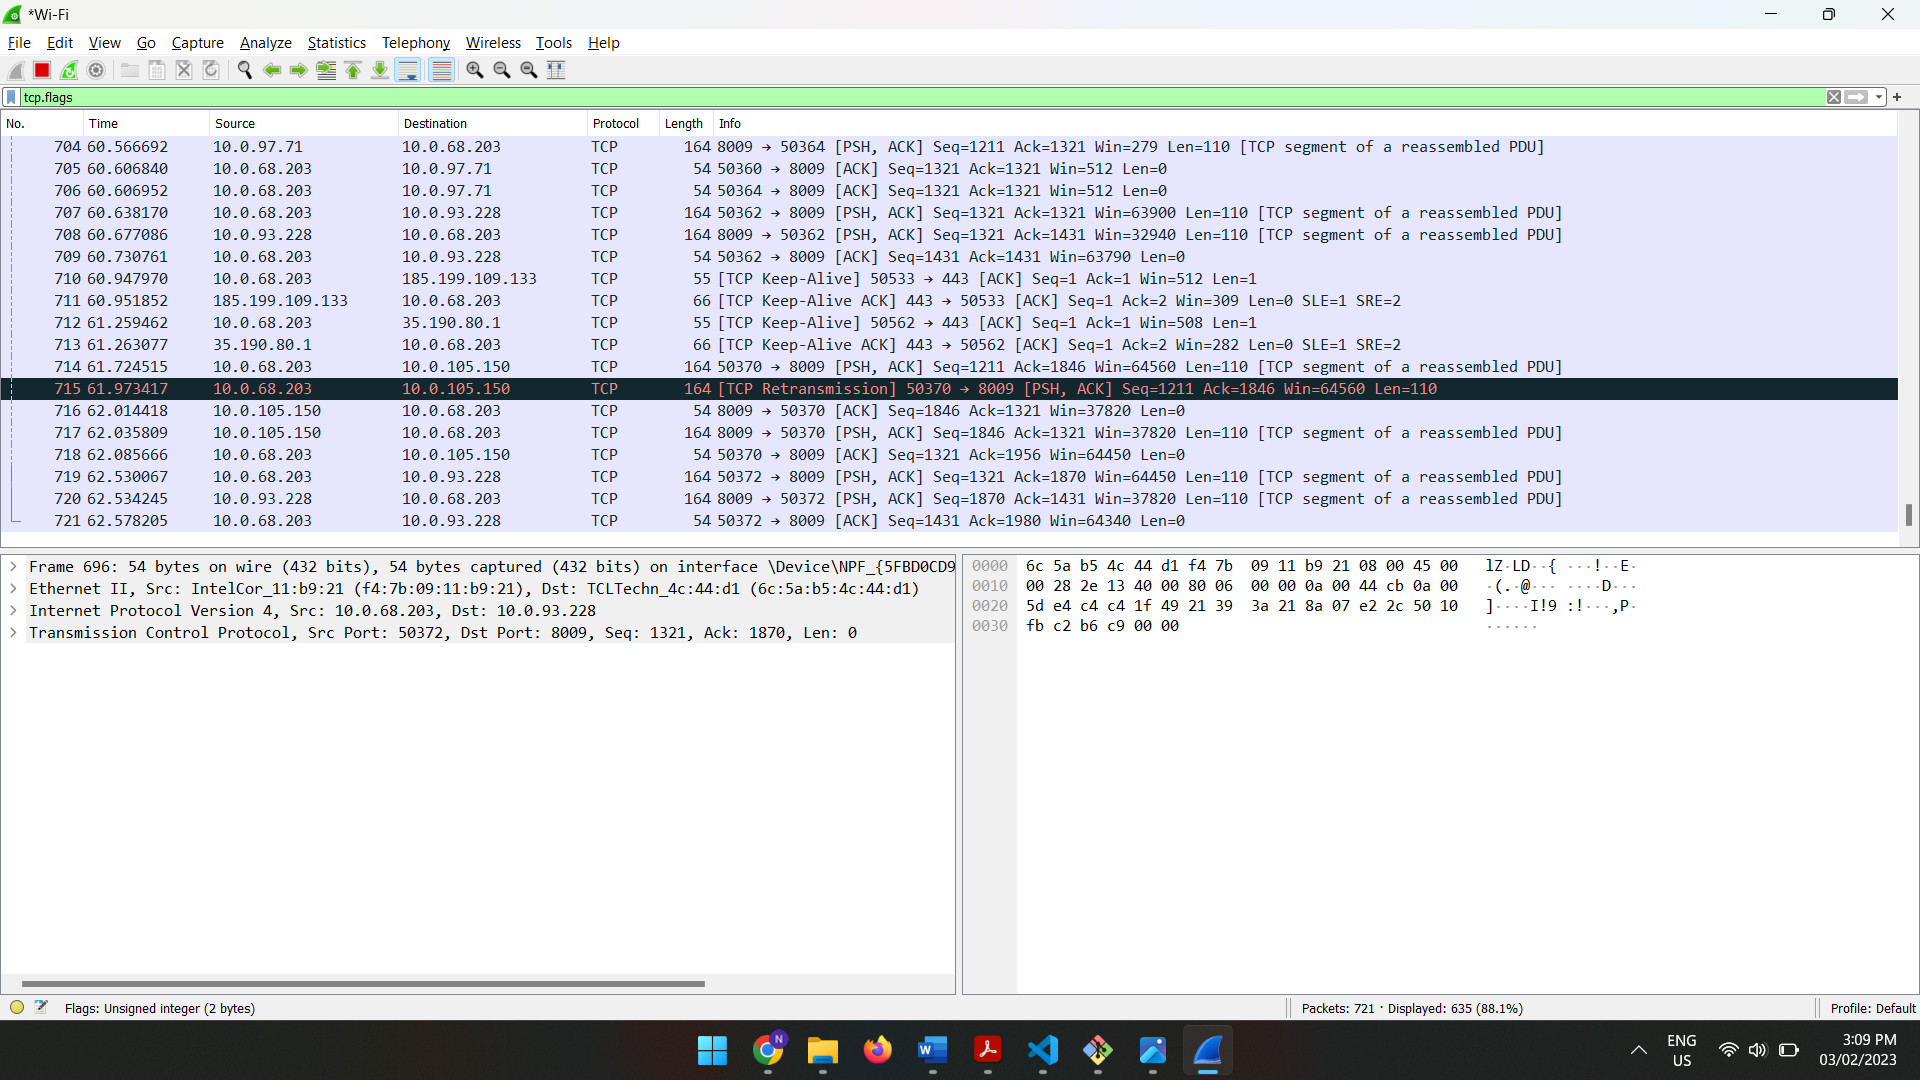 *Wi-Fi
File Edit View Go Capture Analyze Statistics Telephony Wireless Tools Help
tcp.flags
No. Time Source Destination Protocol Length Info
704 60.566692 10.0.97.71 10.0.68.203 TCP 164 8009 → 50364 [PSH, ACK] Seq=1211 Ack=1321 Win=279 Len=110 [TCP segment of a reassembled PDU]
705 60.606840 10.0.68.203 10.0.97.71 TCP 54 50360 → 8009 [ACK] Seq=1321 Ack=1321 Win=512 Len=0
706 60.606952 10.0.68.203 10.0.97.71 TCP 54 50364 → 8009 [ACK] Seq=1321 Ack=1321 Win=512 Len=0
707 60.638170 10.0.68.203 10.0.93.228 TCP 164 50362 → 8009 [PSH, ACK] Seq=1321 Ack=1321 Win=63900 Len=110 [TCP segment of a reassembled PDU]
708 60.677086 10.0.93.228 10.0.68.203 TCP 164 8009 → 50362 [PSH, ACK] Seq=1321 Ack=1431 Win=32940 Len=110 [TCP segment of a reassembled PDU]
709 60.730761 10.0.68.203 10.0.93.228 TCP 54 50362 → 8009 [ACK] Seq=1431 Ack=1431 Win=63790 Len=0
710 60.947970 10.0.68.203 185.199.109.133 TCP 55 [TCP Keep-Alive] 50533 → 443 [ACK] Seq=1 Ack=1 Win=512 Len=1
711 60.951852 185.199.109.133 10.0.68.203 TCP 66 [TCP Keep-Alive ACK] 443 → 50533 [ACK] Seq=1 Ack=2 Win=309 Len=0 SLE=1 SRE=2
712 61.259462 10.0.68.203 35.190.80.1 TCP 55 [TCP Keep-Alive] 50562 → 443 [ACK] Seq=1 Ack=1 Win=508 Len=1
713 61.263077 35.190.80.1 10.0.68.203 TCP 66 [TCP Keep-Alive ACK] 443 → 50562 [ACK] Seq=1 Ack=2 Win=282 Len=0 SLE=1 SRE=2
714 61.724515 10.0.68.203 10.0.105.150 TCP 164 50370 → 8009 [PSH, ACK] Seq=1211 Ack=1846 Win=64560 Len=110 [TCP segment of a reassembled PDU]
715 61.973417 10.0.68.203 10.0.105.150 TCP 164 [TCP Retransmission] 50370 → 8009 [PSH, ACK] Seq=1211 Ack=1846 Win=64560 Len=110
716 62.014418 10.0.105.150 10.0.68.203 TCP 54 8009 → 50370 [ACK] Seq=1846 Ack=1321 Win=37820 Len=0
717 62.035809 10.0.105.150 10.0.68.203 TCP 164 8009 → 50370 [PSH, ACK] Seq=1846 Ack=1321 Win=37820 Len=110 [TCP segment of a reassembled PDU]
718 62.085666 10.0.68.203 10.0.105.150 TCP 54 50370 → 8009 [ACK] Seq=1321 Ack=1956 Win=64450 Len=0
719 62.530067 10.0.68.203 10.0.93.228 TCP 164 50372 → 8009 [PSH, ACK] Seq=1321 Ack=1870 Win=64450 Len=110 [TCP segment of a reassembled PDU]
720 62.534245 10.0.93.228 10.0.68.203 TCP 164 8009 → 50372 [PSH, ACK] Seq=1870 Ack=1431 Win=37820 Len=110 [TCP segment of a reassembled PDU]
721 62.578205 10.0.68.203 10.0.93.228 TCP 54 50372 → 8009 [ACK] Seq=1431 Ack=1980 Win=64340 Len=0
Frame 696: 54 bytes on wire (432 bits), 54 bytes captured (432 bits) on interface \Device\NPF_{5FBD0CD9
Ethernet II, Src: IntelCor_11:b9:21 (f4:7b:09:11:b9:21), Dst: TCLTechn_4c:44:d1 (6c:5a:b5:4c:44:d1)
Internet Protocol Version 4, Src: 10.0.68.203, Dst: 10.0.93.228
Transmission Control Protocol, Src Port: 50372, Dst Port: 8009, Seq: 1321, Ack: 1870, Len: 0
0000 6c 5a b5 4c 44 d1 f4 7b 09 11 b9 21 08 00 45 00 lZ·LD··{ ···!··E·
0010 00 28 2e 13 40 00 80 06 00 00 0a 00 44 cb 0a 00 ·(.·@··· ····D···
0020 5d e4 c4 c4 1f 49 21 39 3a 21 8a 07 e2 2c 50 10 ]····I!9 :!···,P·
0030 fb c2 b6 c9 00 00 ······
Flags: Unsigned integer (2 bytes)
Packets: 721 · Displayed: 635 (88.1%)
Profile: Default
N
ENG
US
3:09 PM
03/02/2023